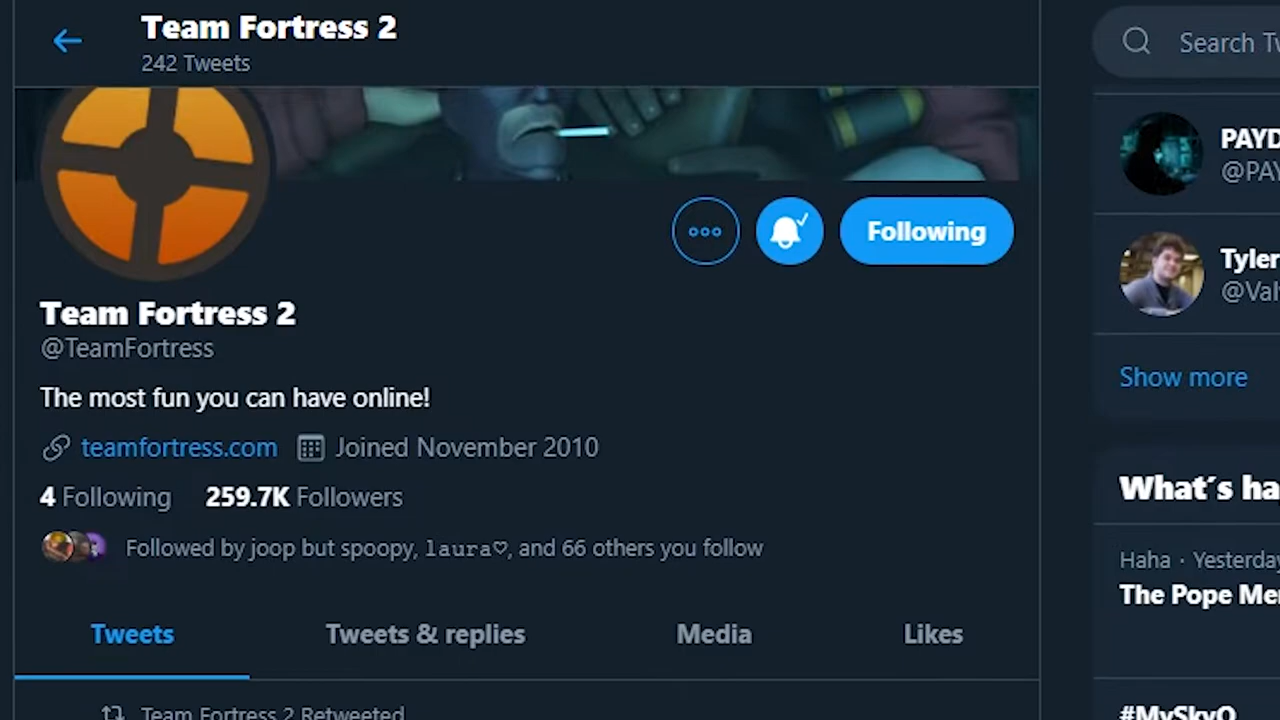 Team Fortress 2
242 Tweets
Search Tw
Following
Team Fortress 2
@TeamFortress
The most fun you can have online!
teamfortress.com Joined November 2010
4 Following 259.7K Followers
Followed by joop but spoopy, laura♡, and 66 others you follow
Tweets Tweets & replies Media Likes
Team Fortress 2 Retweeted
PAYD
@PAY
Tyler
@Val
Show more
What´s ha
Haha · Yesterday
The Pope Me
#MySkyQ